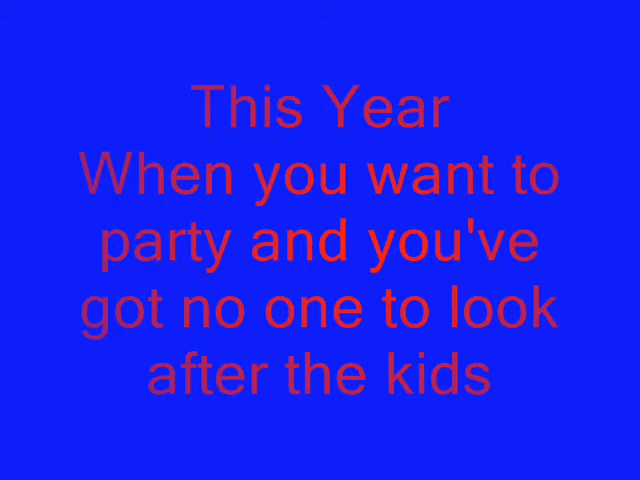 This Year
When you want to
party and you've
got no one to look
after the kids